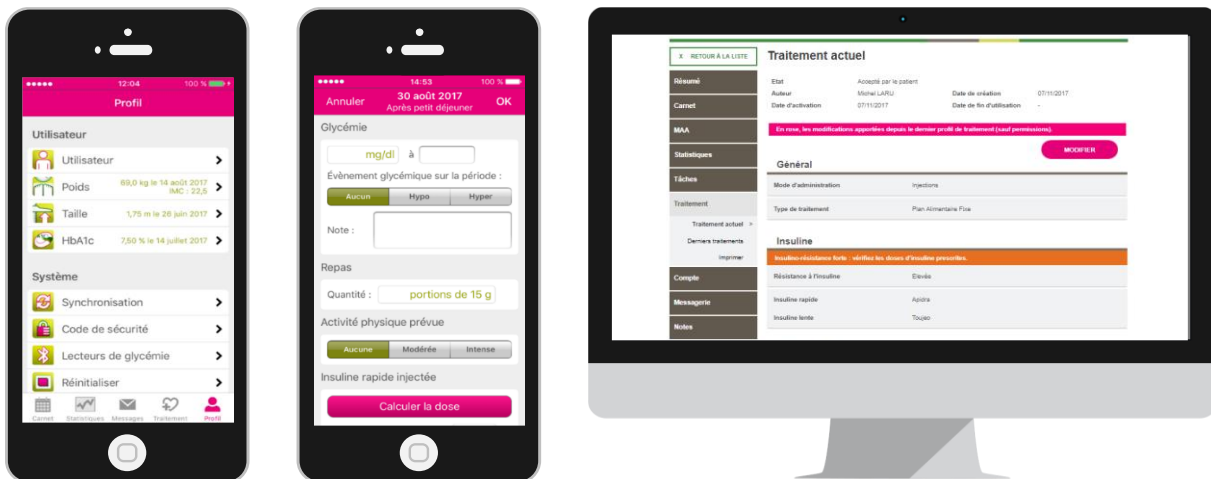 12:04
100 %
Profil
Utilisateur
Utilisateur
Poids
69,0 kg le 14 août 2017
IMC : 22,5
Taille
1,75 m le 26 juin 2017
HbA1c
7,50 % le 14 juillet 2017
Système
Synchronisation
Code de sécurité
Lecteurs de glycémie
Réinitialiser
Carnet Statistiques Messages Traitement Profil
14:53
100 %
Annuler
30 août 2017
Après petit déjeuner
OK
Glycémie
mg/dl à
Évènement glycémique sur la période :
Aucun Hypo Hyper
Note :
Repas
Quantité : portions de 15 g
Activité physique prévue
Aucune Modérée Intense
Insuline rapide injectée
Calculer la dose
X RETOUR À LA LISTE
Résumé
Carnet
MAA
Statistiques
Tâches
Traitement
Traitement actuel >
Derniers traitements
Imprimer
Compte
Messagerie
Notes
Traitement actuel
Etat Accepté par le patient
Auteur Michel LARU Date de création 07/11/2017
Date d'activation 07/11/2017 Date de fin d'utilisation -
En rose, les modifications apportées depuis le dernier profil de traitement (sauf permissions).
MODIFIER
Général
Mode d'administration Injections
Type de traitement Plan Alimentaire Fixe
Insuline
Insulino-résistance forte : vérifiez les doses d'insuline prescrites.
Résistance à l'insuline Elevée
Insuline rapide Apidra
Insuline lente Toujeo